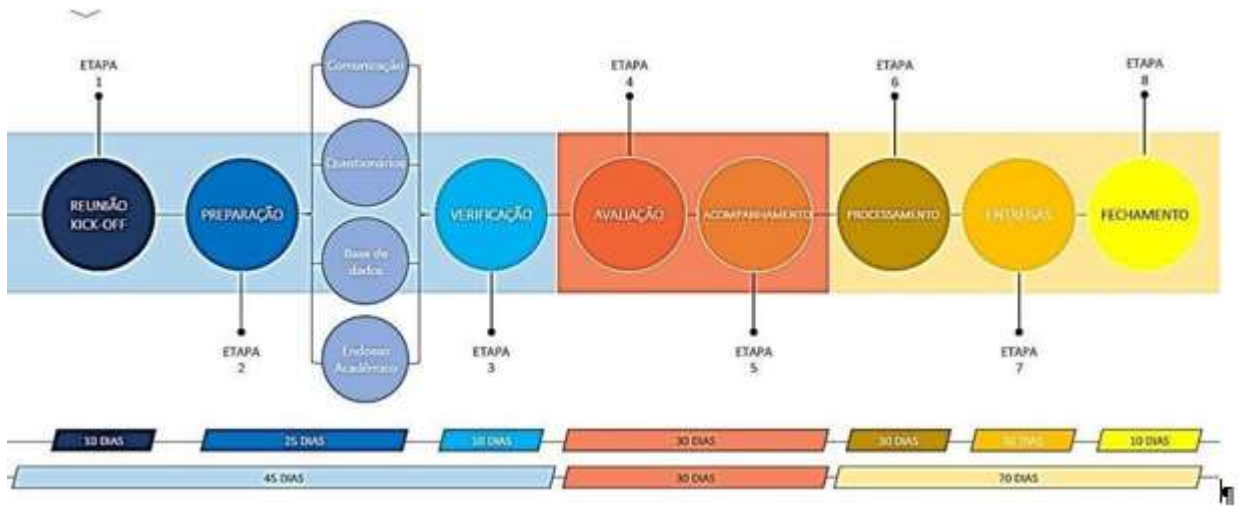 ETAPA
1
ETAPA
4
ETAPA
6
ETAPA
8
REUNIÃO
KICK-OFF
PREPARAÇÃO
Comunicação
Questionários
Base de
dados
Endosso
Acadêmico
VERIFICAÇÃO
AVALIAÇÃO
ACOMPANHAMENTO
PROCESSAMENTO
ENTREGAS
FECHAMENTO
ETAPA
2
ETAPA
3
ETAPA
5
ETAPA
7
10 DIAS
25 DIAS
10 DIAS
30 DIAS
30 DIAS
30 DIAS
10 DIAS
45 DIAS
30 DIAS
70 DIAS
¶